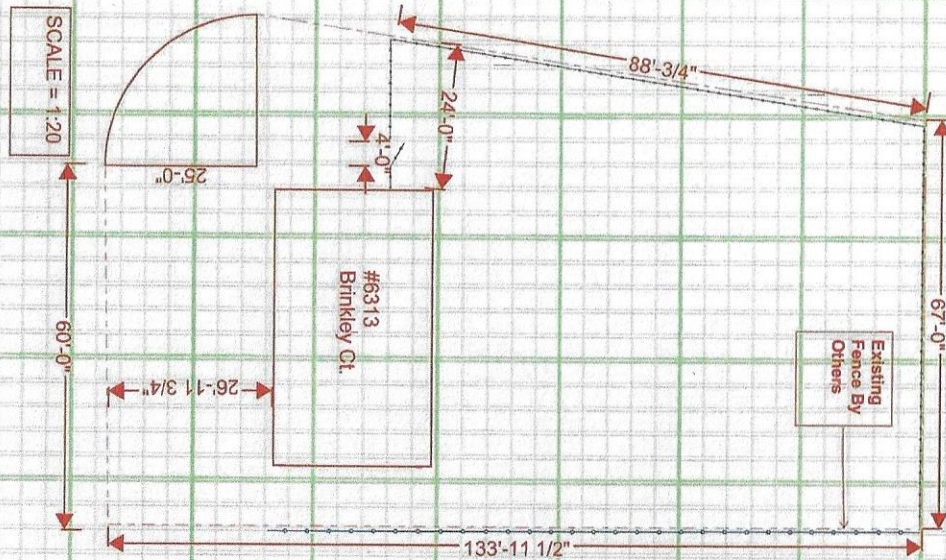 SCALE = 1:20
88'-3/4"
24'-0"
4'-0"
25'-0"
67'-0"
#6313
Brinkley Ct.
Existing
Fence By
Others
60'-0"
26'-11 3/4"
133'-11 1/2"